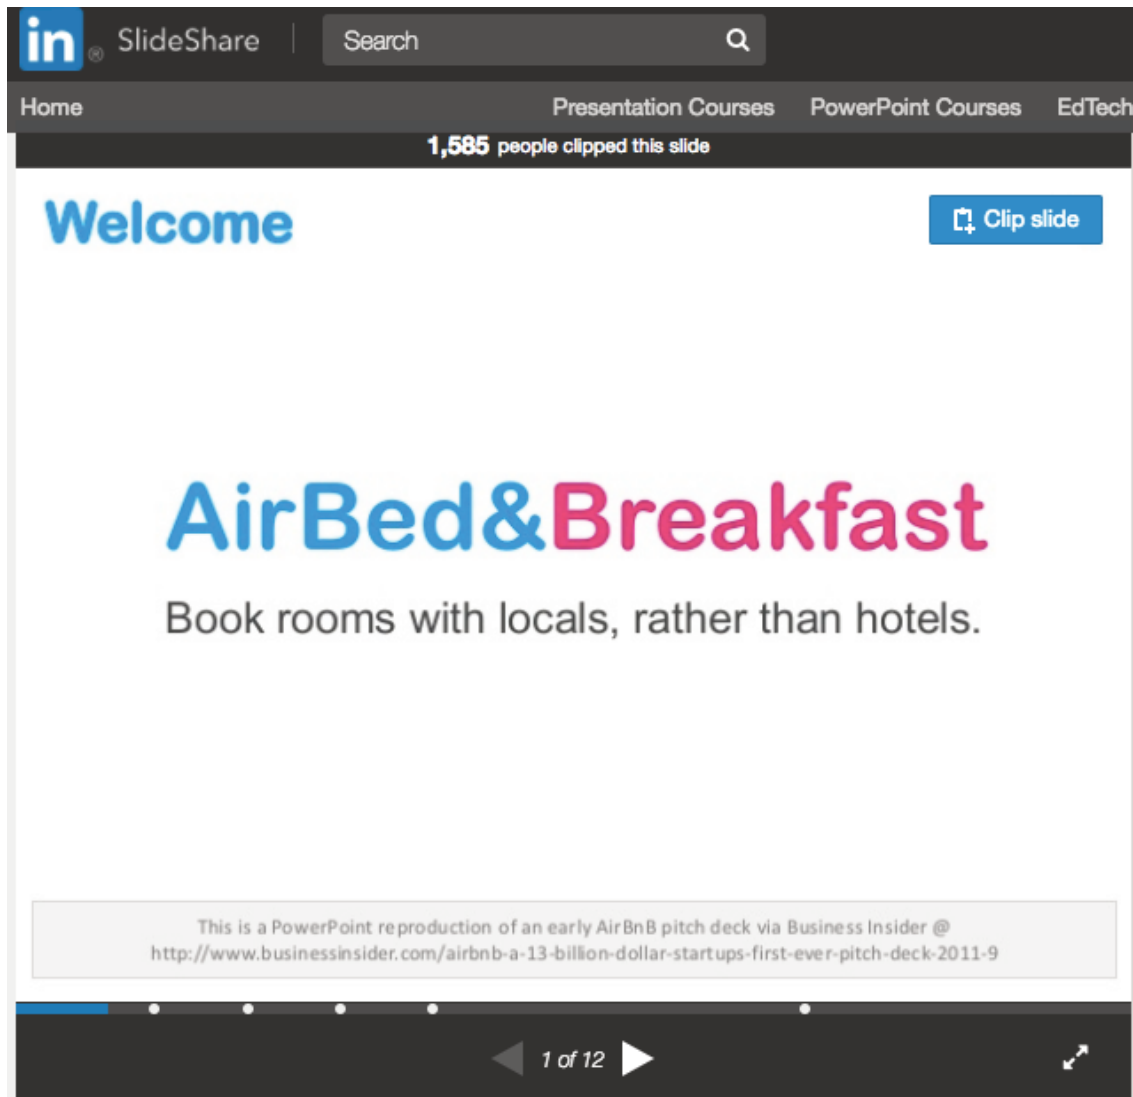 in ® SlideShare Search
Home Presentation Courses PowerPoint Courses EdTech
1,585 people clipped this slide
Welcome
Clip slide
AirBed&Breakfast
Book rooms with locals, rather than hotels.
This is a PowerPoint reproduction of an early AirBnB pitch deck via Business Insider @
http://www.businessinsider.com/airbnb-a-13-billion-dollar-startups-first-ever-pitch-deck-2011-9
1 of 12